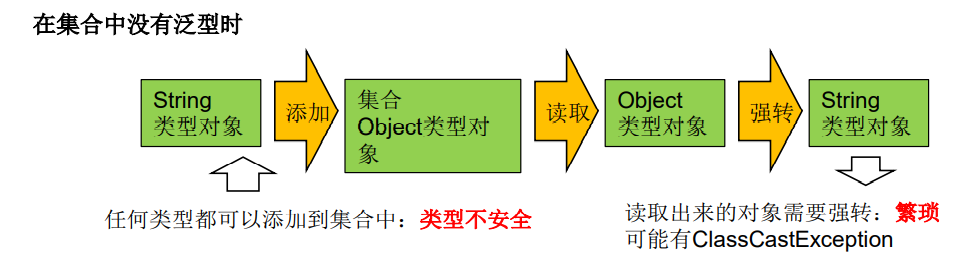 在集合中没有泛型时
String
类型对象
添加
集合
Object类型对
象
读取
Object
类型对象
强转
String
类型对象
任何类型都可以添加到集合中：类型不安全
读取出来的对象需要强转：繁琐
可能有ClassCastException